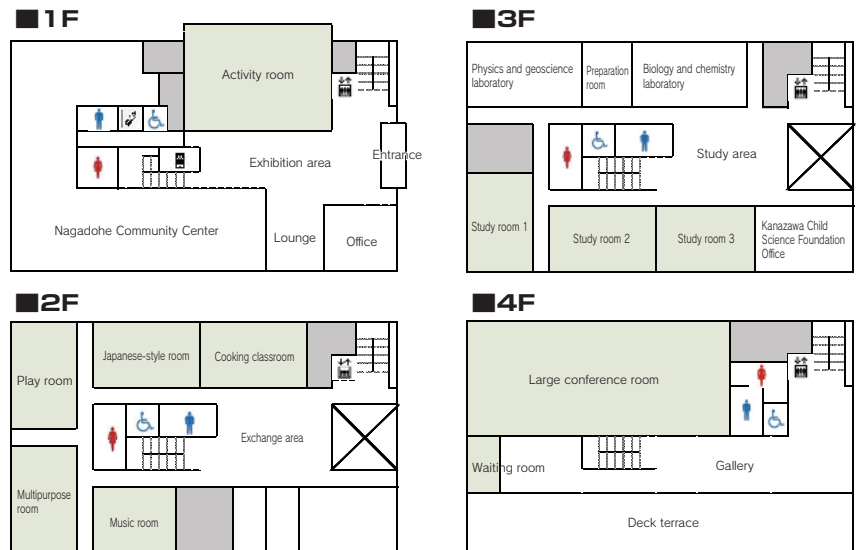 ■1F
Activity room
Entrance
Exhibition area
Nagadohe Community Center
Lounge
Office
■2F
Japanese-style room
Cooking classroom
Play room
Exchange area
Multipurpose
room
Music room
■3F
Physics and geoscience
laboratory
Preparation
room
Biology and chemistry
laboratory
Study area
Study room 1
Study room 2
Study room 3
Kanazawa Child
Science Foundation
Office
■4F
Large conference room
Waiting room
Gallery
Deck terrace